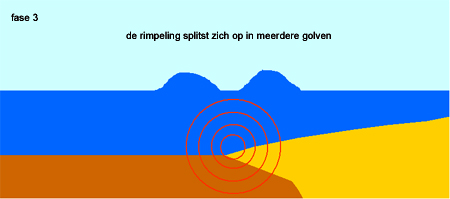 fase 3
de rimpeling splitst zich op in meerdere golven